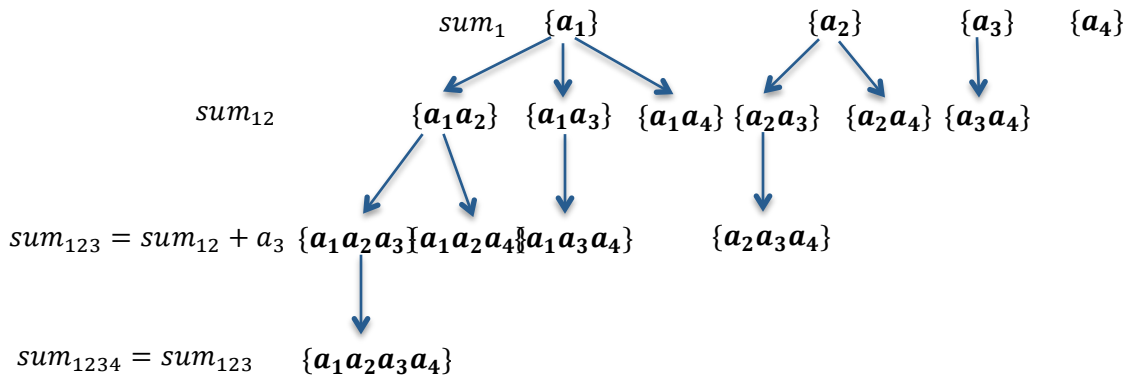 sum₁ {a₁} {a₂} {a₃} {a₄}
sum₁₂ {a₁a₂} {a₁a₃} {a₁a₄} {a₂a₃} {a₂a₄} {a₃a₄}
sum₁₂₃ = sum₁₂ + a₃ {a₁a₂a₃} {a₁a₂a₄} {a₁a₃a₄} {a₂a₃a₄}
sum₁₂₃₄ = sum₁₂₃ {a₁a₂a₃a₄}